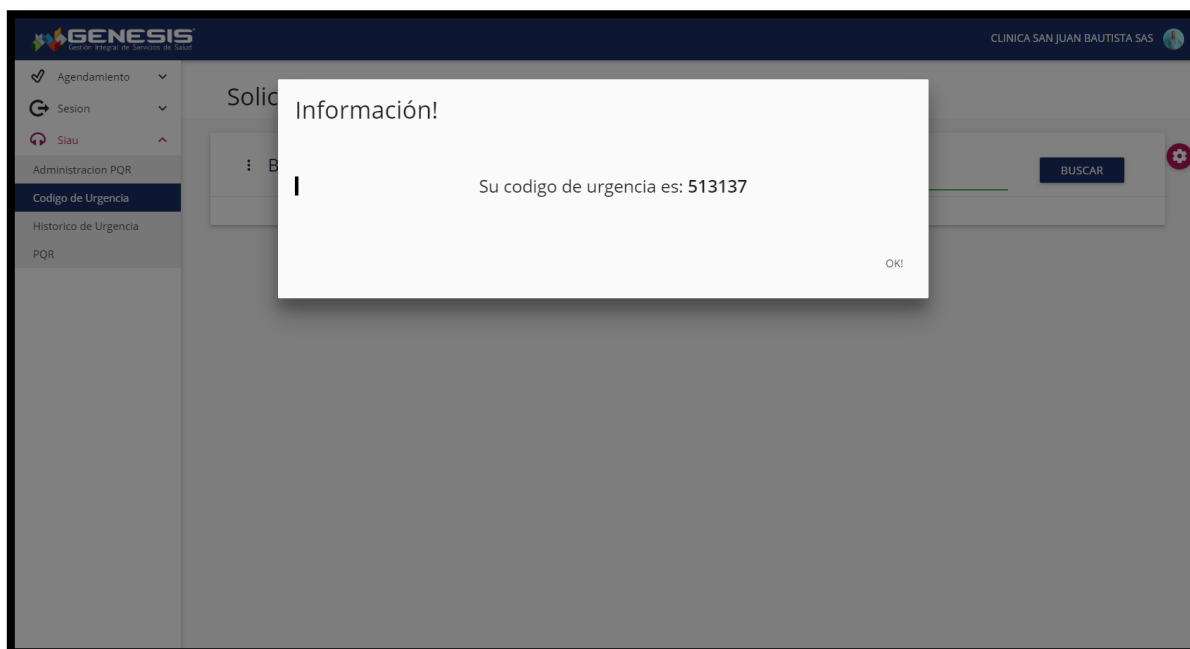 GENESIS
Gestión Integral de Servicios de Salud
CLINICA SAN JUAN BAUTISTA SAS
Agendamiento
Sesion
Siau
Administracion PQR
Codigo de Urgencia
Historico de Urgencia
PQR
Solic
B
BUSCAR
Información!
Su codigo de urgencia es: 513137
OK!